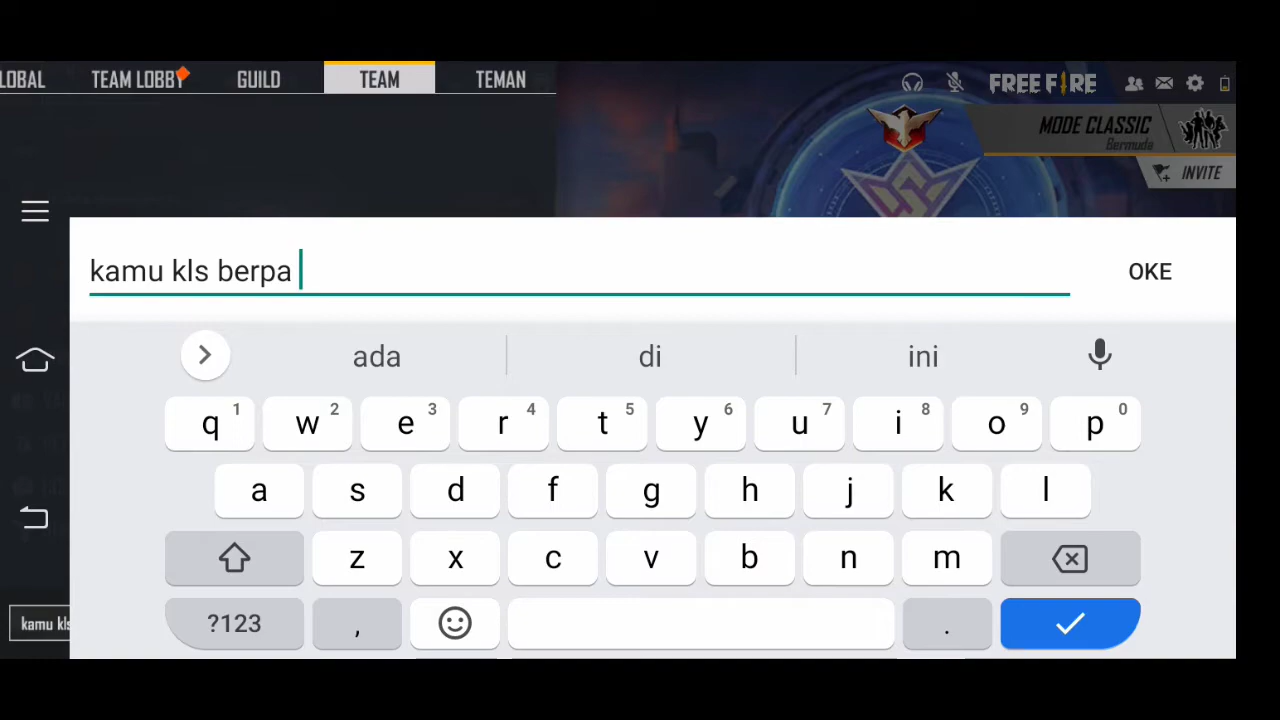 LOBAL TEAM LOBBY GUILD TEAM TEMAN
FREE FIRE
MODE CLASSIC
Bermuda
INVITE
kamu kls berpa
OKE
ada di ini
q 1 w 2 e 3 r 4 t 5 y 6 u 7 i 8 o 9 p 0
a s d f g h j k l
z x c v b n m
?123 , .
kamu kls